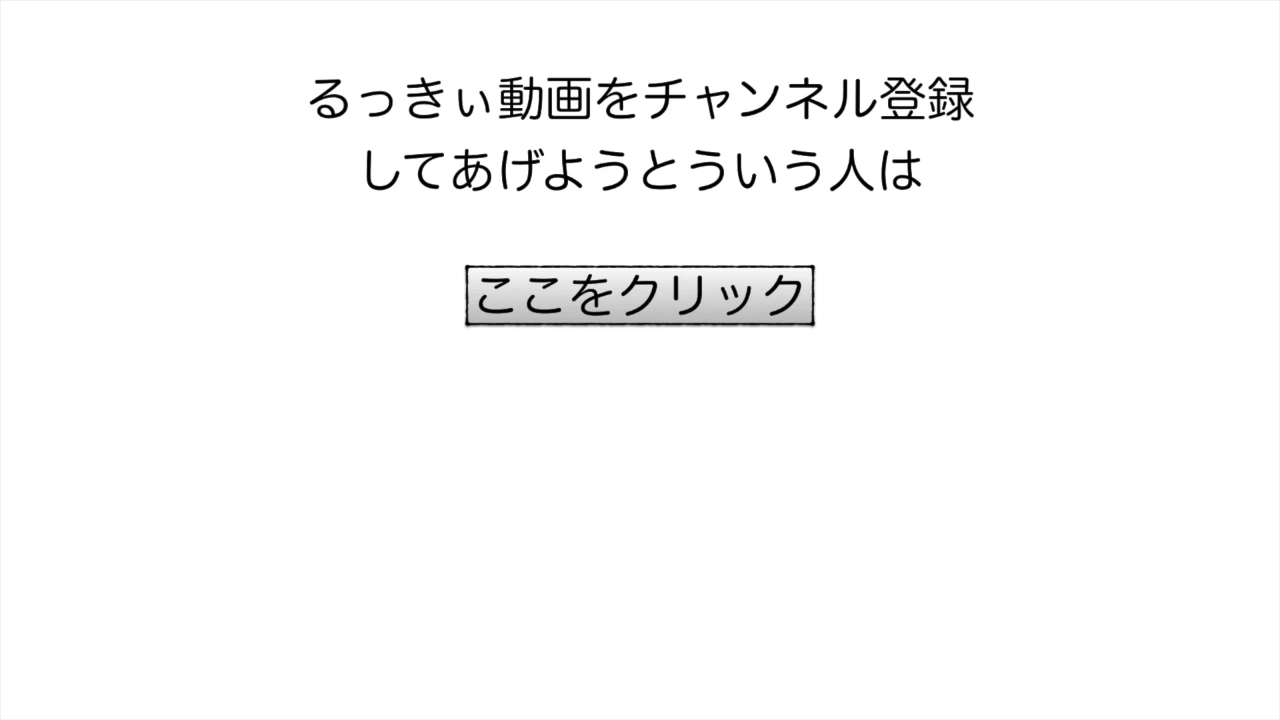 るっきぃ動画をチャンネル登録
してあげようとういう人は
ここをクリック